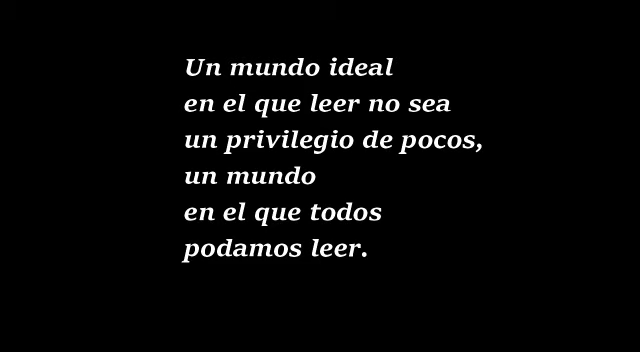 Un mundo ideal
en el que leer no sea
un privilegio de pocos,
un mundo
en el que todos
podamos leer.